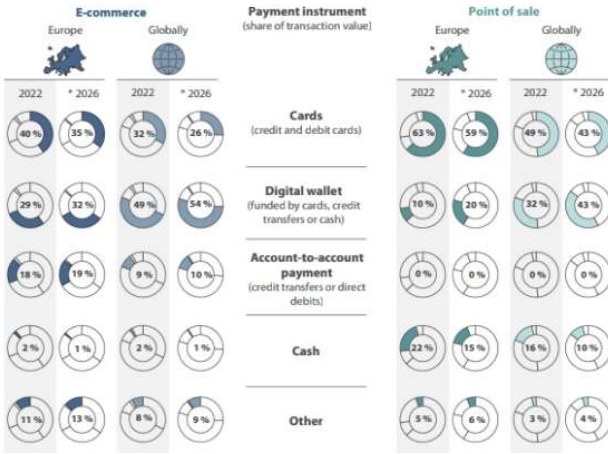 E-commerce Payment instrument Point of sale
(share of transaction value)
Europe Globally Europe Globally
2022 * 2026 2022 * 2026 2022 * 2026 2022 * 2026
Cards
(credit and debit cards)
40 % 35 % 32 % 26 % 63 % 59 % 49 % 43 %
Digital wallet
(funded by cards, credit
transfers or cash)
29 % 32 % 49 % 54 % 10 % 20 % 32 % 43 %
Account-to-account
payment
(credit transfers or direct
debits)
18 % 19 % 9 % 10 % 0 % 0 % 0 % 0 %
Cash
2 % 1 % 2 % 1 % 22 % 15 % 16 % 10 %
Other
11 % 13 % 8 % 9 % 5 % 6 % 3 % 4 %